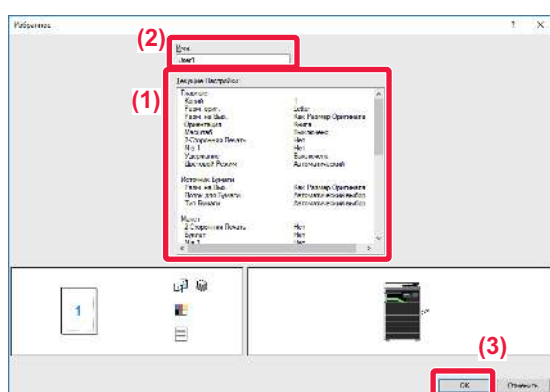 Избранное ? X
(2)
Имя:
User1
(1)
Текущие Настройки:
Главное
Копий 1
Разм. ориг. Letter
Разм. на Вых. Как Размер Оригинала
Ориентация Книга
Масштаб Выключено
2-Сторонняя Печать Нет
N в 1 Нет
Удержание Выключено
Цветовой Режим Автоматический
Источник Бумаги
Разм. на Вых. Как Размер Оригинала
Лоток для Бумаги Автоматический выбор
Тип Бумаги Автоматический выбор
Макет
2-Сторонняя Печать Нет
Буклет Нет
N в 1 Нет
1
(3)
OK Отменить